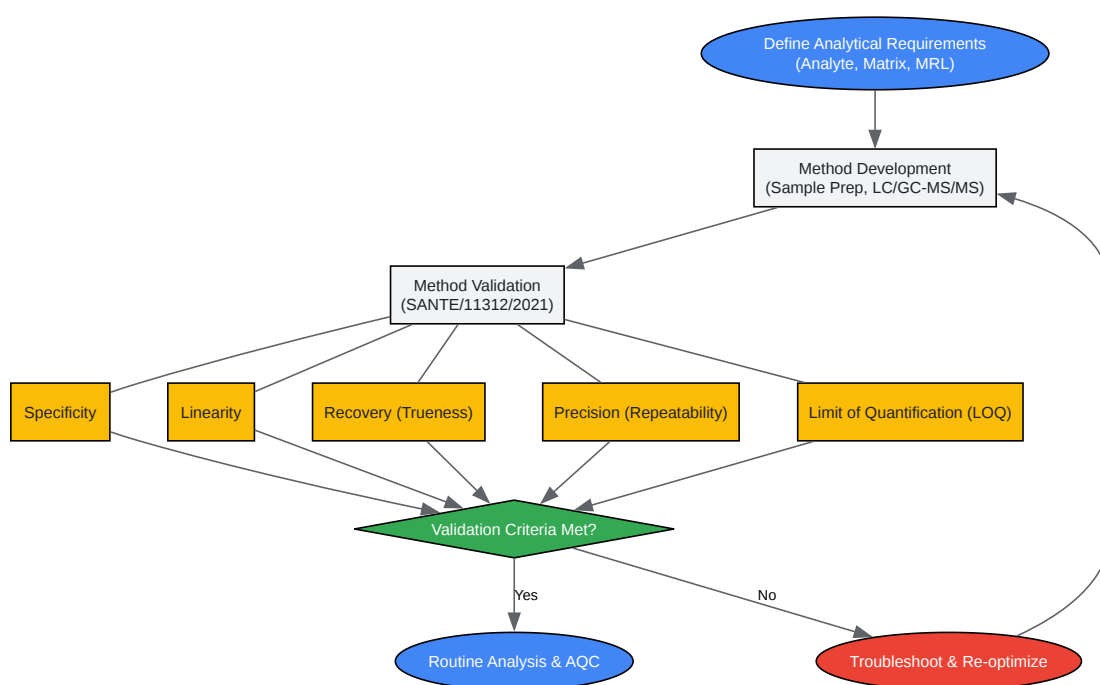 Define Analytical Requirements
(Analyte, Matrix, MRL)
Method Development
(Sample Prep, LC/GC-MS/MS)
Method Validation
(SANTE/11312/2021)
Specificity
Linearity
Recovery (Trueness)
Precision (Repeatability)
Limit of Quantification (LOQ)
Validation Criteria Met?
Yes
No
Routine Analysis & AQC
Troubleshoot & Re-optimize